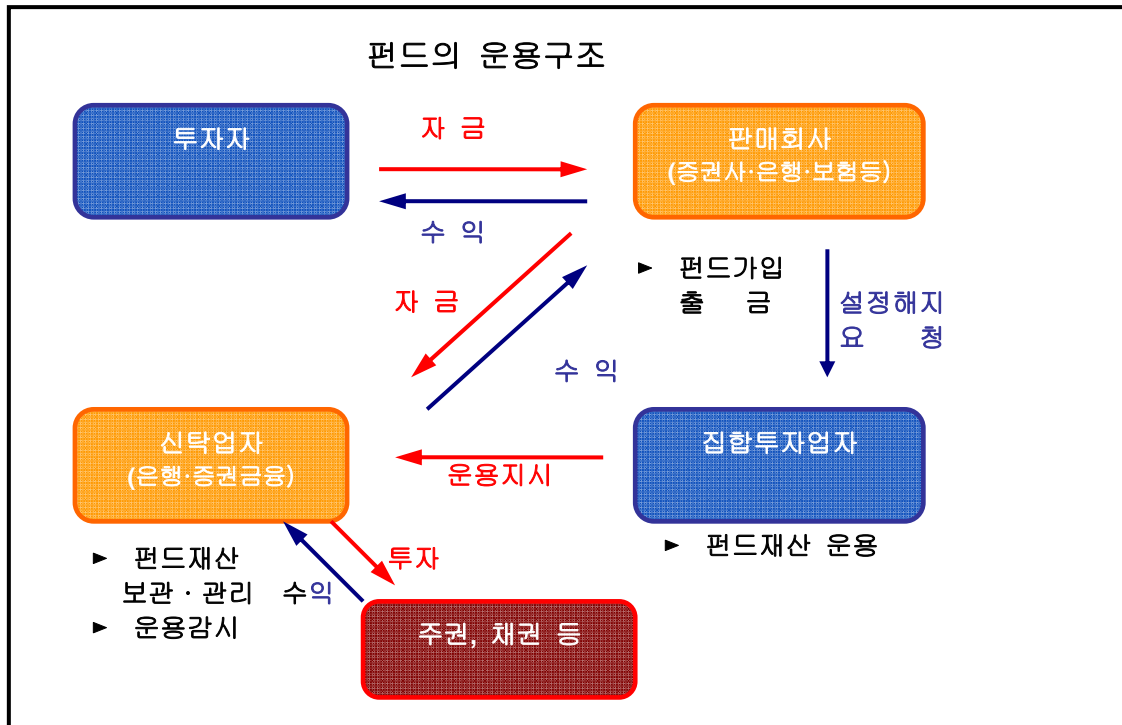 펀드의 운용구조
투자자
자 금
판매회사
(증권사·은행·보험등)
수 익
► 펀드가입
출 금
자 금
설정해지
요 청
수 익
신탁업자
(은행·증권금융)
집합투자업자
운용지시
► 펀드재산 운용
► 펀드재산
보관 · 관리
수익
► 운용감시
투자
주권, 채권 등